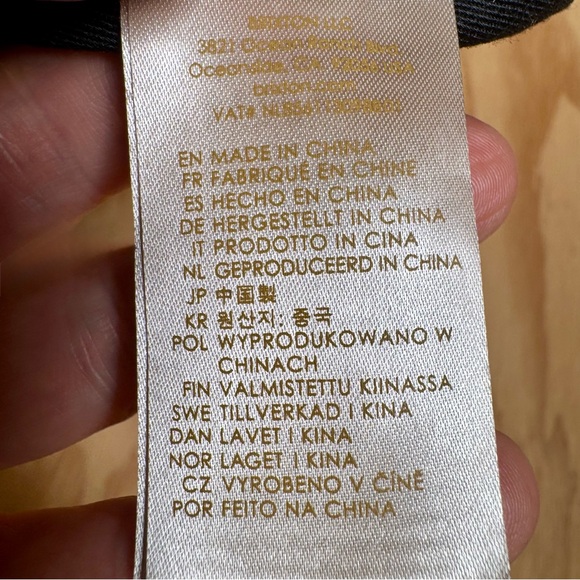 BRIXTON LLC
3821 Ocean
Oceanside, CA
brixton.com
VAT#
EN MADE IN CHINA
FR FABRIQUÉ EN CHINE
ES HECHO EN CHINA
DE HERGESTELLT IN CHINA
IT PRODOTTO IN CINA
NL GEPRODUCEERD IN CHINA
JP 中国製
KR 원산지: 중국
POL WYPRODUKOWANO W
CHINACH
FIN VALMISTETTU KIINASSA
SWE TILLVERKAD I KINA
DAN LAVET I KINA
NOR LAGET I KINA
CZ VYROBENO V ČÍNĚ
POR FEITO NA CHINA